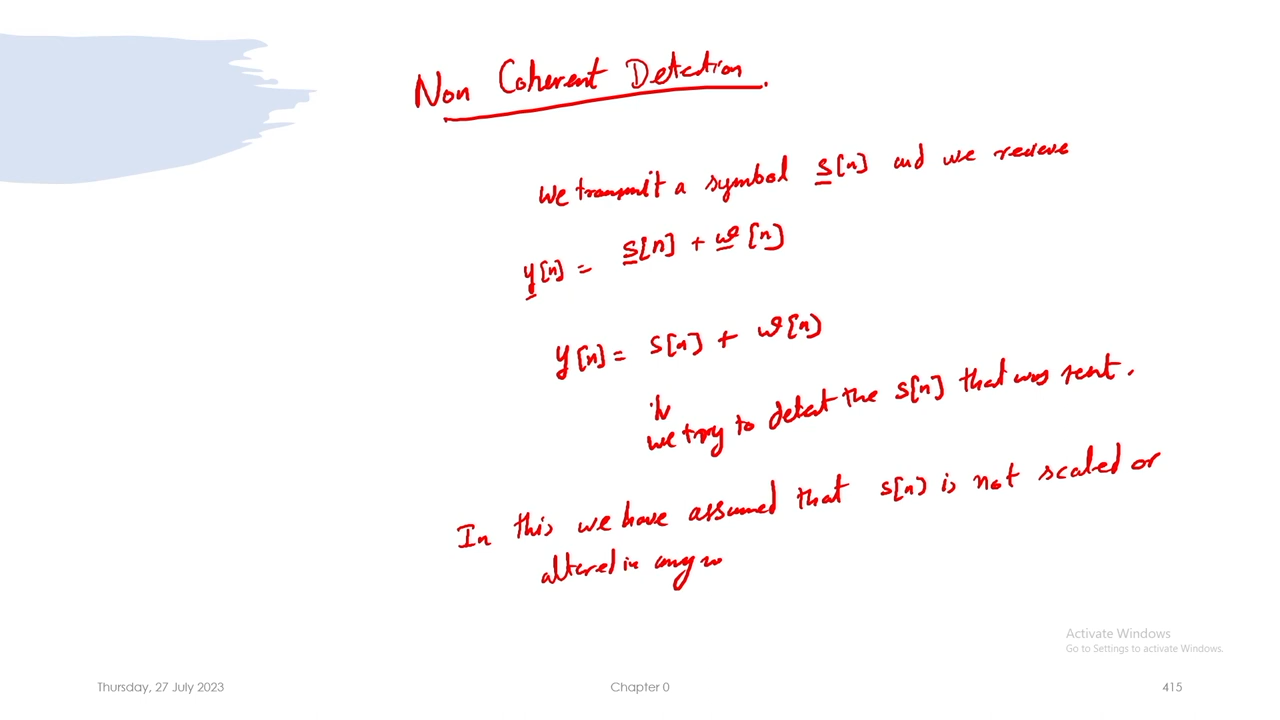 Non Coherent Detection.
We transmit a symbol s[n] and we recieve
y[n] = s[n] + w[n]
y[n] = s[n] + w[n]
we try to detect the s[n] that was sent.
In this we have assumed that s[n] is not scaled or
altered in any w
Activate Windows
Go to Settings to activate Windows.
Thursday, 27 July 2023 Chapter 0 415